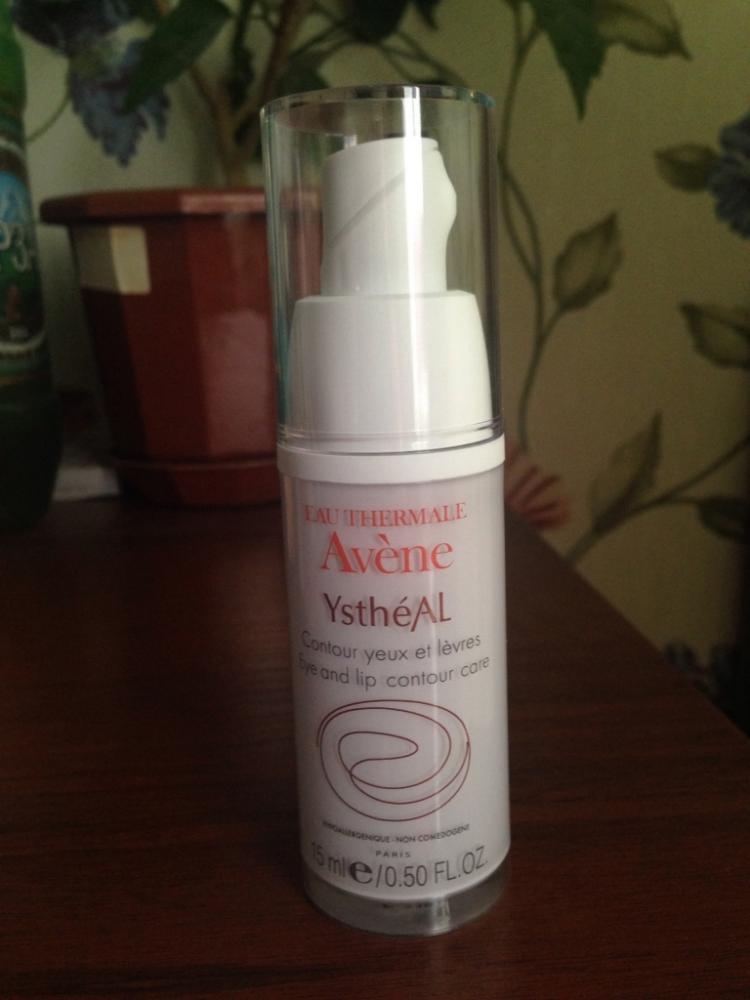 EAU THERMALE
Avène
YsthéAL
Contour yeux et lèvres
Eye and lip contour care
HYPOALLERGENIQUE - NON COMEDOGENE
PARIS
15 ml e/0.50 FL.OZ.